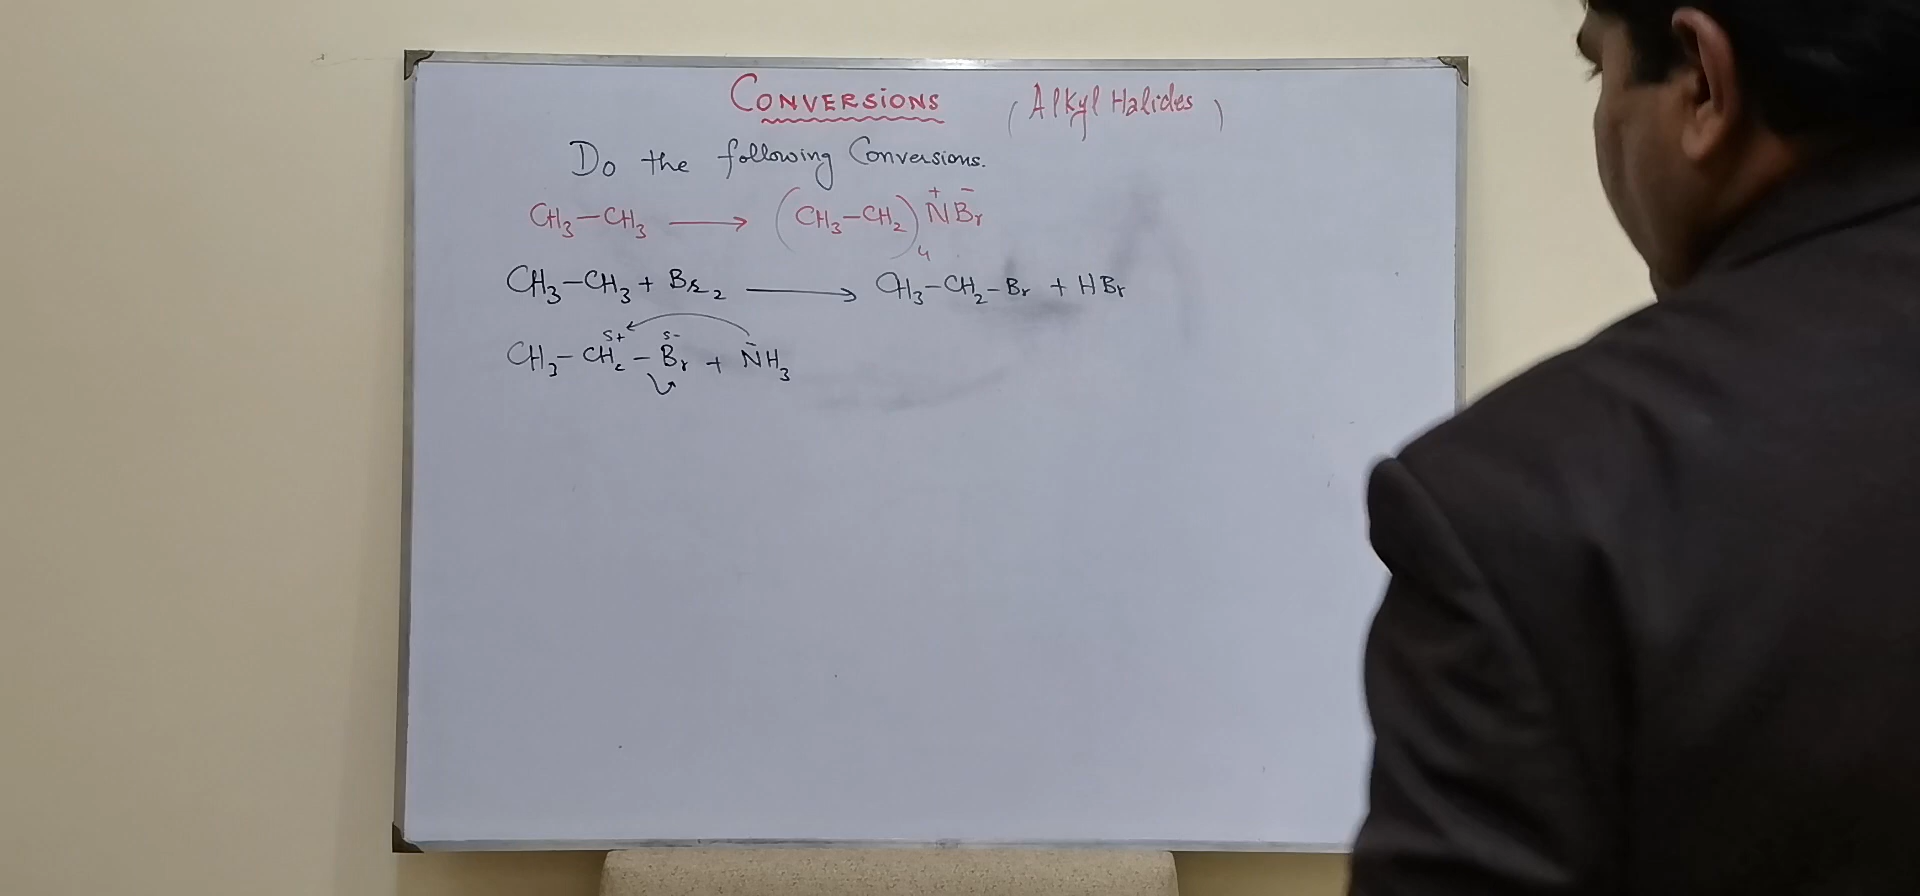 CONVERSIONS (Alkyl Halides)
Do the following Conversions.
CH₃—CH₃ ⟶ (CH₃—CH₂)₄ N⁺Br⁻
CH₃—CH₃ + Br₂ ⟶ CH₃—CH₂—Br + HBr
CH₃—CH₂^δ+ — Br^δ- + N̄H₃